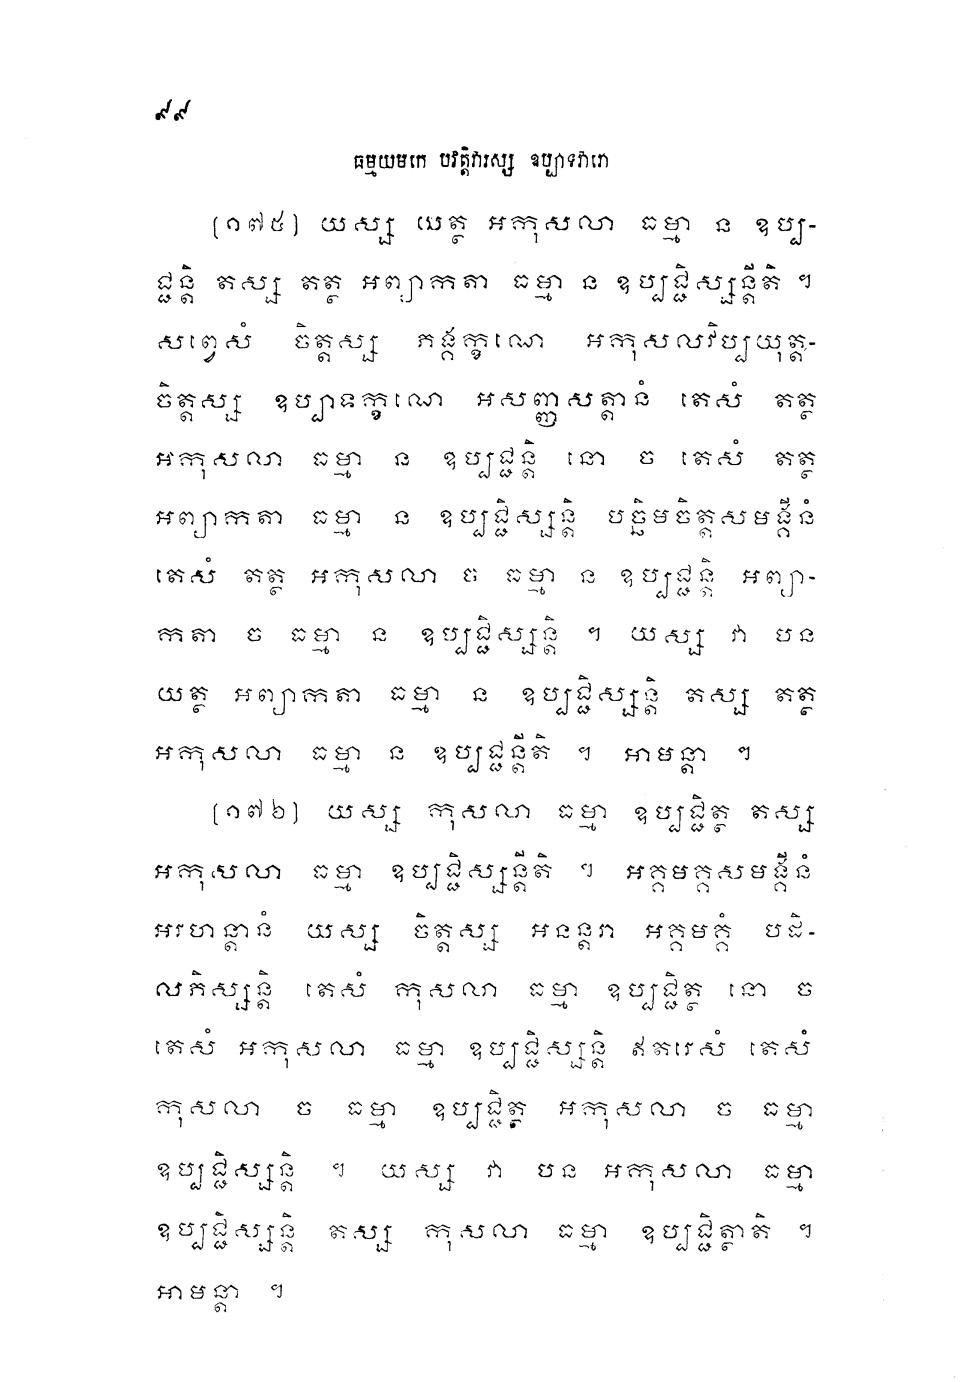 ៩៩
ធម្មយមកេ បវត្តិវារស្ស ឧប្បាទវារោ
[១៧៥] យស្ស យត្ថ អកុសលា ធម្មា ន ឧប្ប-
ជ្ជន្តិ តស្ស តត្ថ អព្យាកតា ធម្មា ន ឧប្បជ្ជិស្សន្តីតិ ។
សព្វេសំ ចិត្តស្ស ភង្គក្ខណេ អកុសលវិប្បយុត្ត-
ចិត្តស្ស ឧប្បាទក្ខណេ អសញ្ញសត្តានំ តេសំ តត្ថ
អកុសលា ធម្មា ន ឧប្បជ្ជន្តិ នោ ច តេសំ តត្ថ
អព្យាកតា ធម្មា ន ឧប្បជ្ជិស្សន្តិ បច្ឆិមចិត្តសមង្គីនំ
តេសំ តត្ថ អកុសលា ច ធម្មា ន ឧប្បជ្ជន្តិ អព្យា-
កតា ច ធម្មា ន ឧប្បជ្ជិស្សន្តិ ។ យស្ស វា បន
យត្ថ អព្យាកតា ធម្មា ន ឧប្បជ្ជិស្សន្តិ តស្ស តត្ថ
អកុសលា ធម្មា ន ឧប្បជ្ជន្តីតិ ។ អាមន្តា ។
[១៧៦] យស្ស កុសលា ធម្មា ឧប្បជ្ជិត្ថ តស្ស
អកុសលា ធម្មា ឧប្បជ្ជិស្សន្តីតិ ។ អគ្គមគ្គសមង្គីនំ
អរហន្តានំ យស្ស ចិត្តស្ស អនន្តរា អគ្គមគ្គំ បដិ-
លភិស្សន្តិ តេសំ កុសលា ធម្មា ឧប្បជ្ជិត្ថ នោ ច
តេសំ អកុសលា ធម្មា ឧប្បជ្ជិស្សន្តិ ឥតរេសំ តេសំ
កុសលា ច ធម្មា ឧប្បជ្ជិត្ថ អកុសលា ច ធម្មា
ឧប្បជ្ជិស្សន្តិ ។ យស្ស វា បន អកុសលា ធម្មា
ឧប្បជ្ជិស្សន្តិ តស្ស កុសលា ធម្មា ឧប្បជ្ជិត្ថាតិ ។
អាមន្តា ។